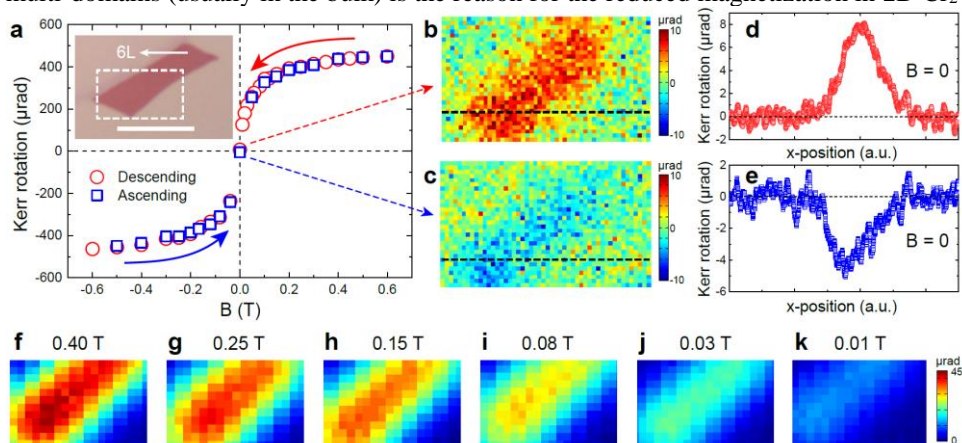 multi-domains (usually in the bulk) is the reason for the reduced magnetization in 2D Cr2
a
Kerr rotation (µrad)
600
400
200
0
-200
-400
600
6L
Descending
Ascending
-0.6 -0.4 -0.2 0.0 0.2 0.4 0.6
B (T)
b
µrad
10
-10
c
µrad
10
-10
d
Kerr rotation (µrad)
8
6
4
2
0
-2
B = 0
x-position (a.u.)
e
Kerr rotation (µrad)
2
0
-2
-4
-6
B = 0
x-position (a.u.)
f 0.40 T
g 0.25 T
h 0.15 T
i 0.08 T
j 0.03 T
k 0.01 T
µrad
45
0